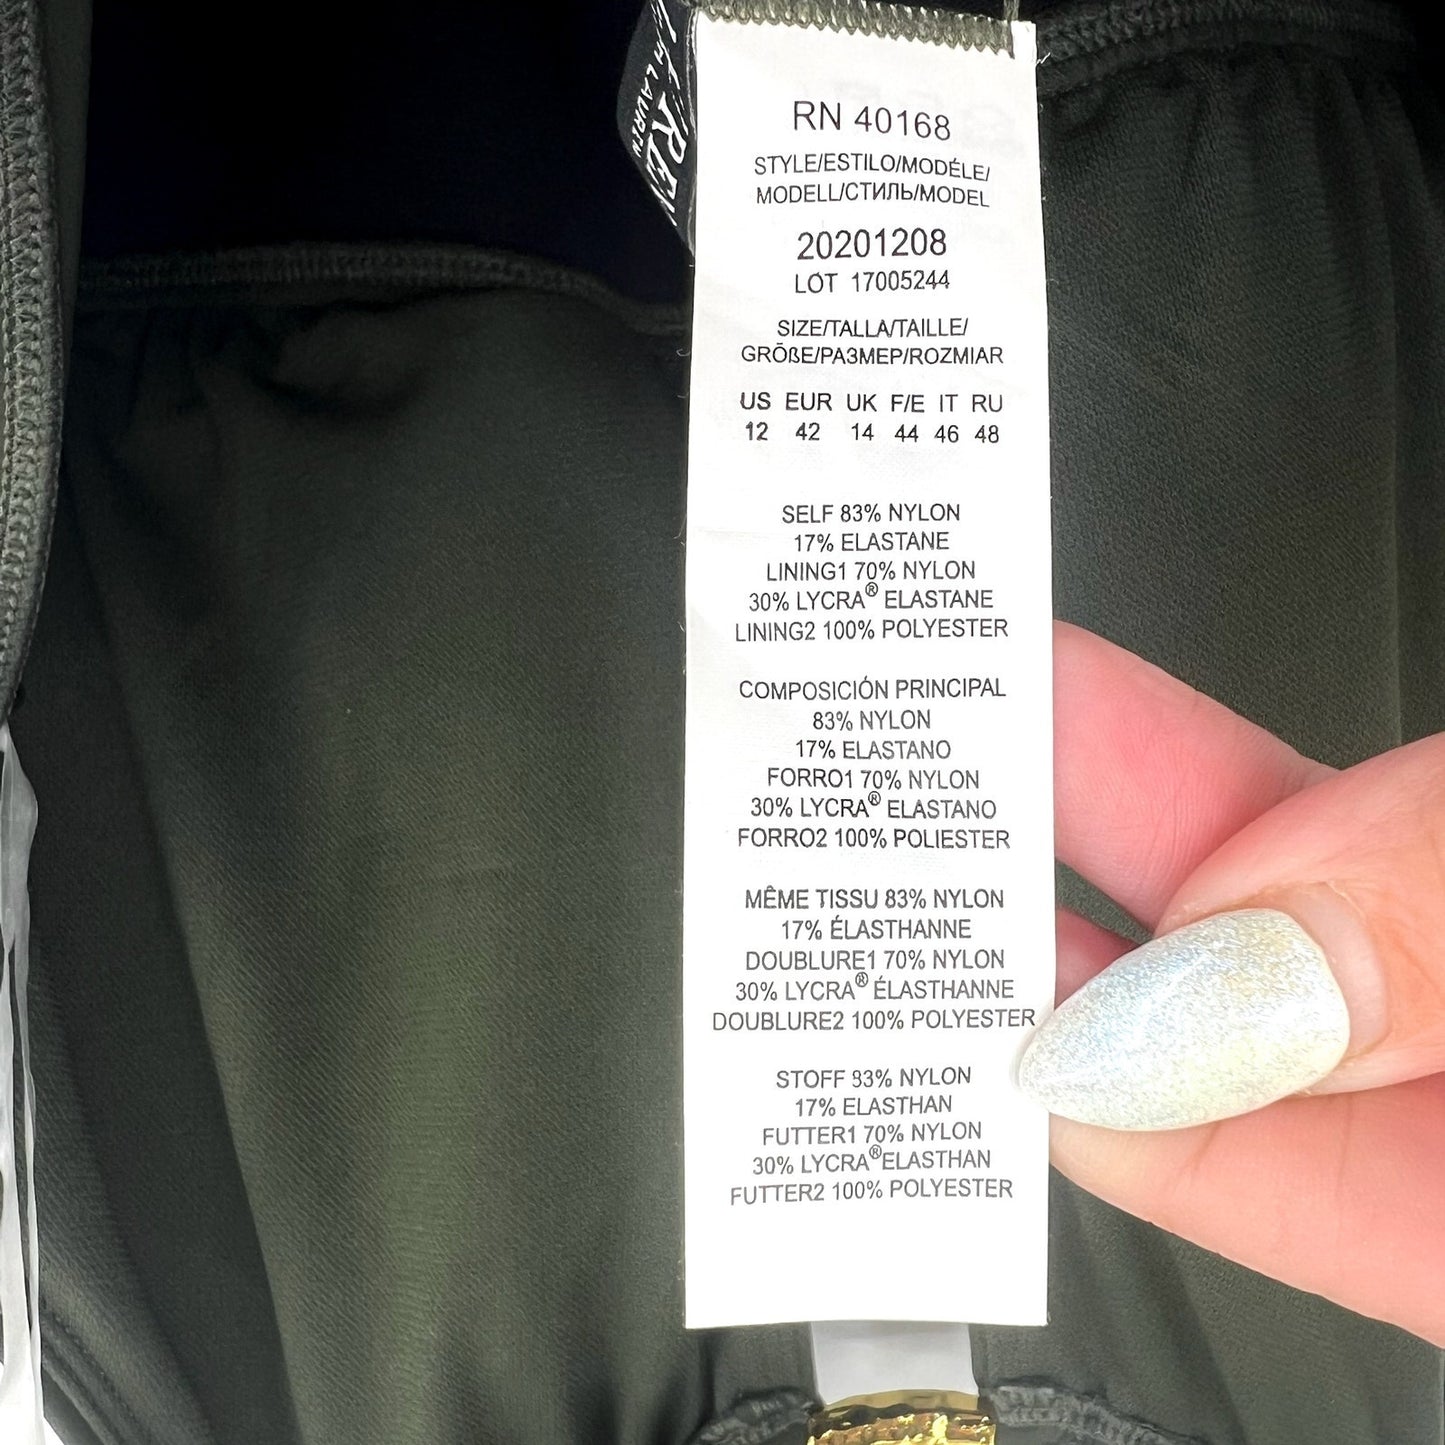 LAUREN
RN 40168
STYLE/ESTILO/MODÉLE/
MODELL/СТИЛЬ/MODEL
20201208
LOT 17005244
SIZE/TALLA/TAILLE/
GRÖßE/РАЗМЕР/ROZMIAR
US EUR UK F/E IT RU
12 42 14 44 46 48
SELF 83% NYLON
17% ELASTANE
LINING1 70% NYLON
30% LYCRA® ELASTANE
LINING2 100% POLYESTER
COMPOSICIÓN PRINCIPAL
83% NYLON
17% ELASTANO
FORRO1 70% NYLON
30% LYCRA® ELASTANO
FORRO2 100% POLIESTER
MÊME TISSU 83% NYLON
17% ÉLASTHANNE
DOUBLURE1 70% NYLON
30% LYCRA® ÉLASTHANNE
DOUBLURE2 100% POLYESTER
STOFF 83% NYLON
17% ELASTHAN
FUTTER1 70% NYLON
30% LYCRA®ELASTHAN
FUTTER2 100% POLYESTER